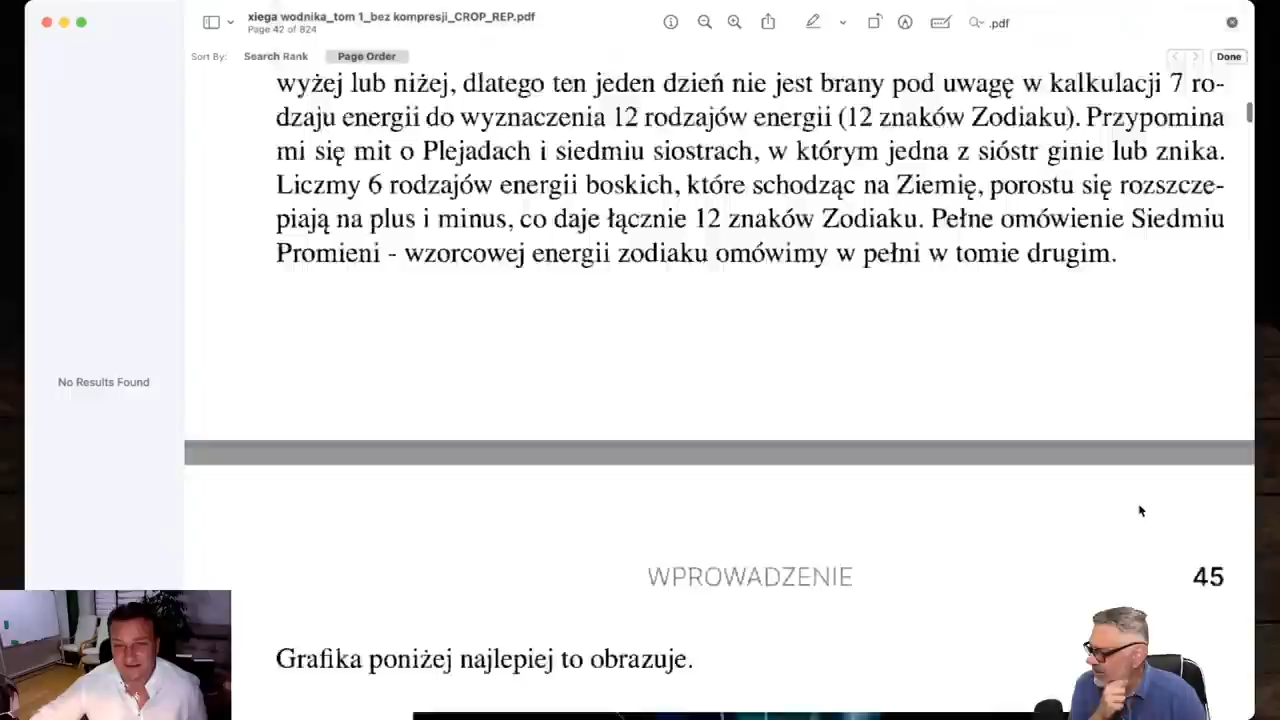 xiega wodnika_tom 1_bez kompresji_CROP_REP.pdf
Page 42 of 824
.pdf
Sort By: Search Rank Page Order
Done
wyżej lub niżej, dlatego ten jeden dzień nie jest brany pod uwagę w kalkulacji 7 ro-
dzaju energii do wyznaczenia 12 rodzajów energii (12 znaków Zodiaku). Przypomina
mi się mit o Plejadach i siedmiu siostrach, w którym jedna z sióstr ginie lub znika.
Liczmy 6 rodzajów energii boskich, które schodząc na Ziemię, porostu się rozszcze-
piają na plus i minus, co daje łącznie 12 znaków Zodiaku. Pełne omówienie Siedmiu
Promieni - wzorcowej energii zodiaku omówimy w pełni w tomie drugim.
No Results Found
WPROWADZENIE 45
Grafika poniżej najlepiej to obrazuje.